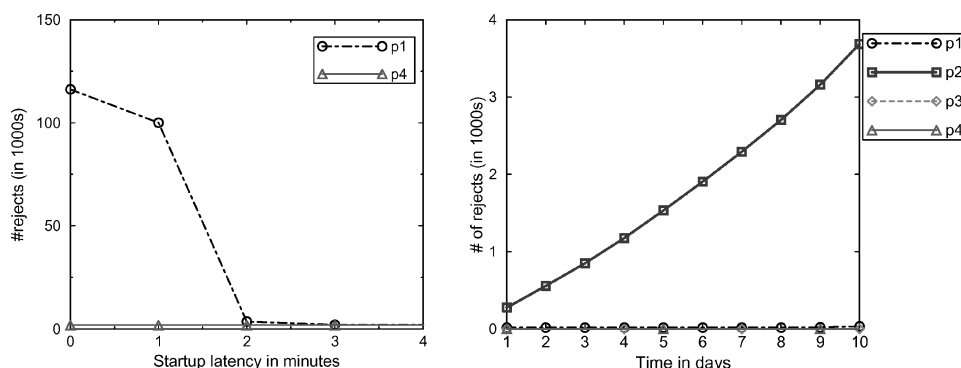 150
100
50
0
#rejects (in 1000s)
p1
p4
0 1 2 3 4
Startup latency in minutes
4
3
2
1
0
# of rejects (in 1000s)
p1
p2
p3
p4
1 2 3 4 5 6 7 8 9 10
Time in days